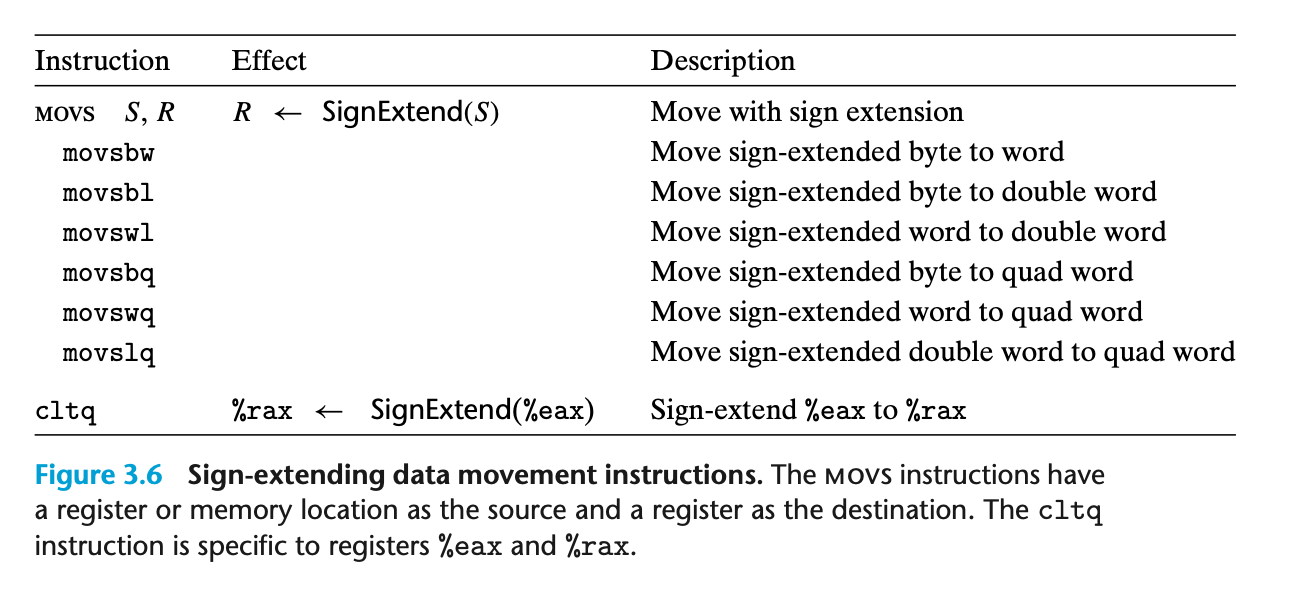 Instruction Effect Description
MOVS S, R R ← SignExtend(S) Move with sign extension
movsbw Move sign-extended byte to word
movsbl Move sign-extended byte to double word
movswl Move sign-extended word to double word
movsbq Move sign-extended byte to quad word
movswq Move sign-extended word to quad word
movslq Move sign-extended double word to quad word
cltq %rax ← SignExtend(%eax) Sign-extend %eax to %rax
Figure 3.6 Sign-extending data movement instructions. The MOVS instructions have
a register or memory location as the source and a register as the destination. The cltq
instruction is specific to registers %eax and %rax.